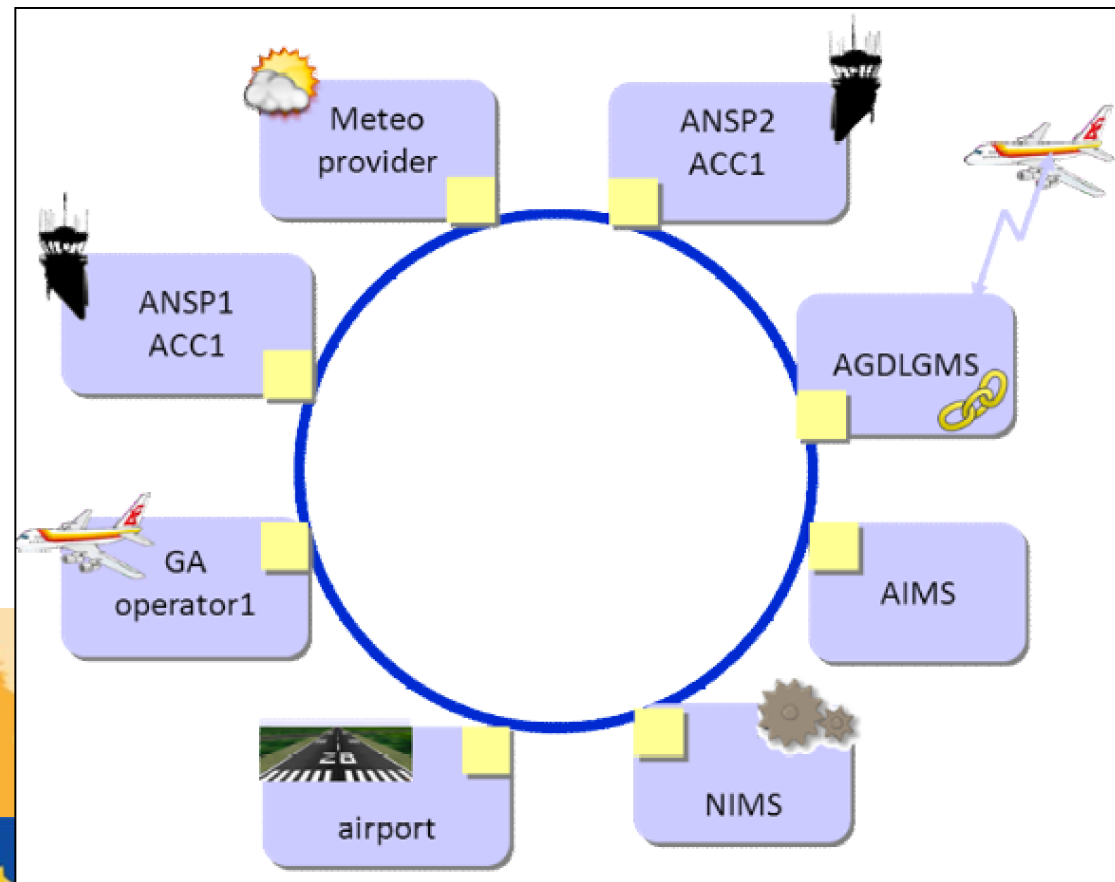 Meteo
provider
ANSP2
ACC1
ANSP1
ACC1
AGDLGMS
GA
operator1
AIMS
airport
NIMS